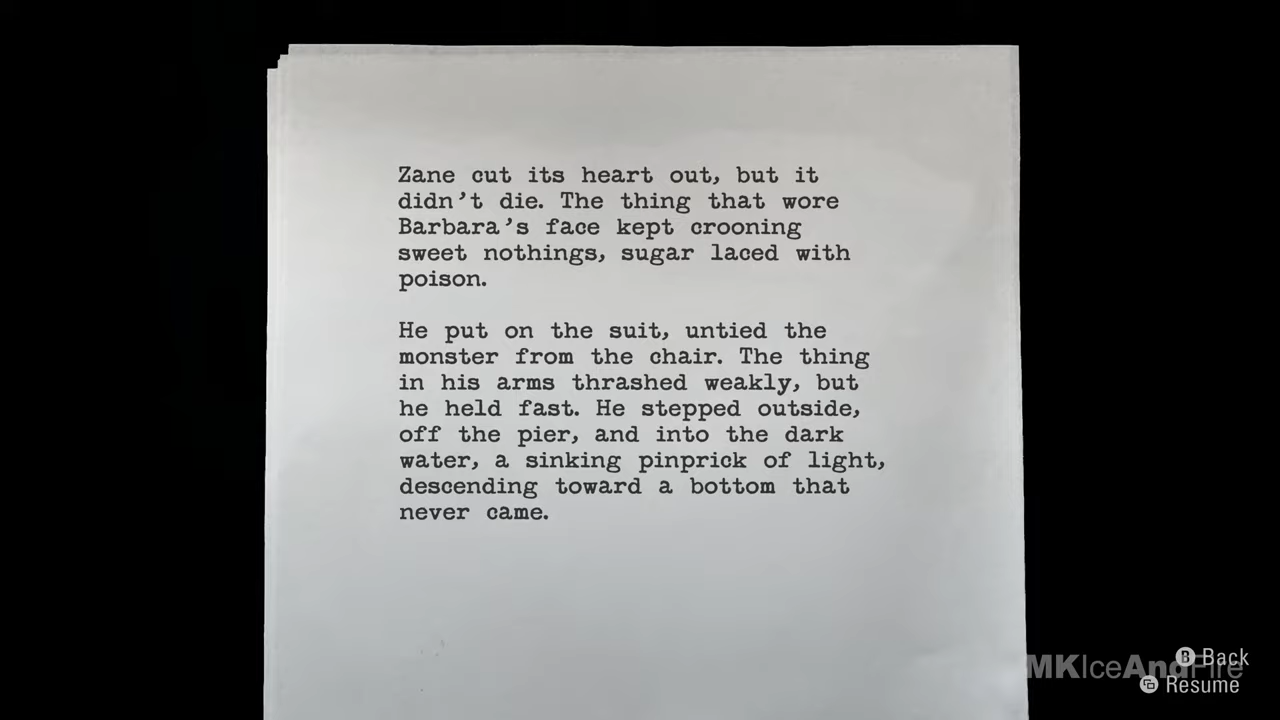 Zane cut its heart out, but it
didn't die. The thing that wore
Barbara's face kept crooning
sweet nothings, sugar laced with
poison.
He put on the suit, untied the
monster from the chair. The thing
in his arms thrashed weakly, but
he held fast. He stepped outside,
off the pier, and into the dark
water, a sinking pinprick of light,
descending toward a bottom that
never came.
B Back
MKIceAndFire
Resume